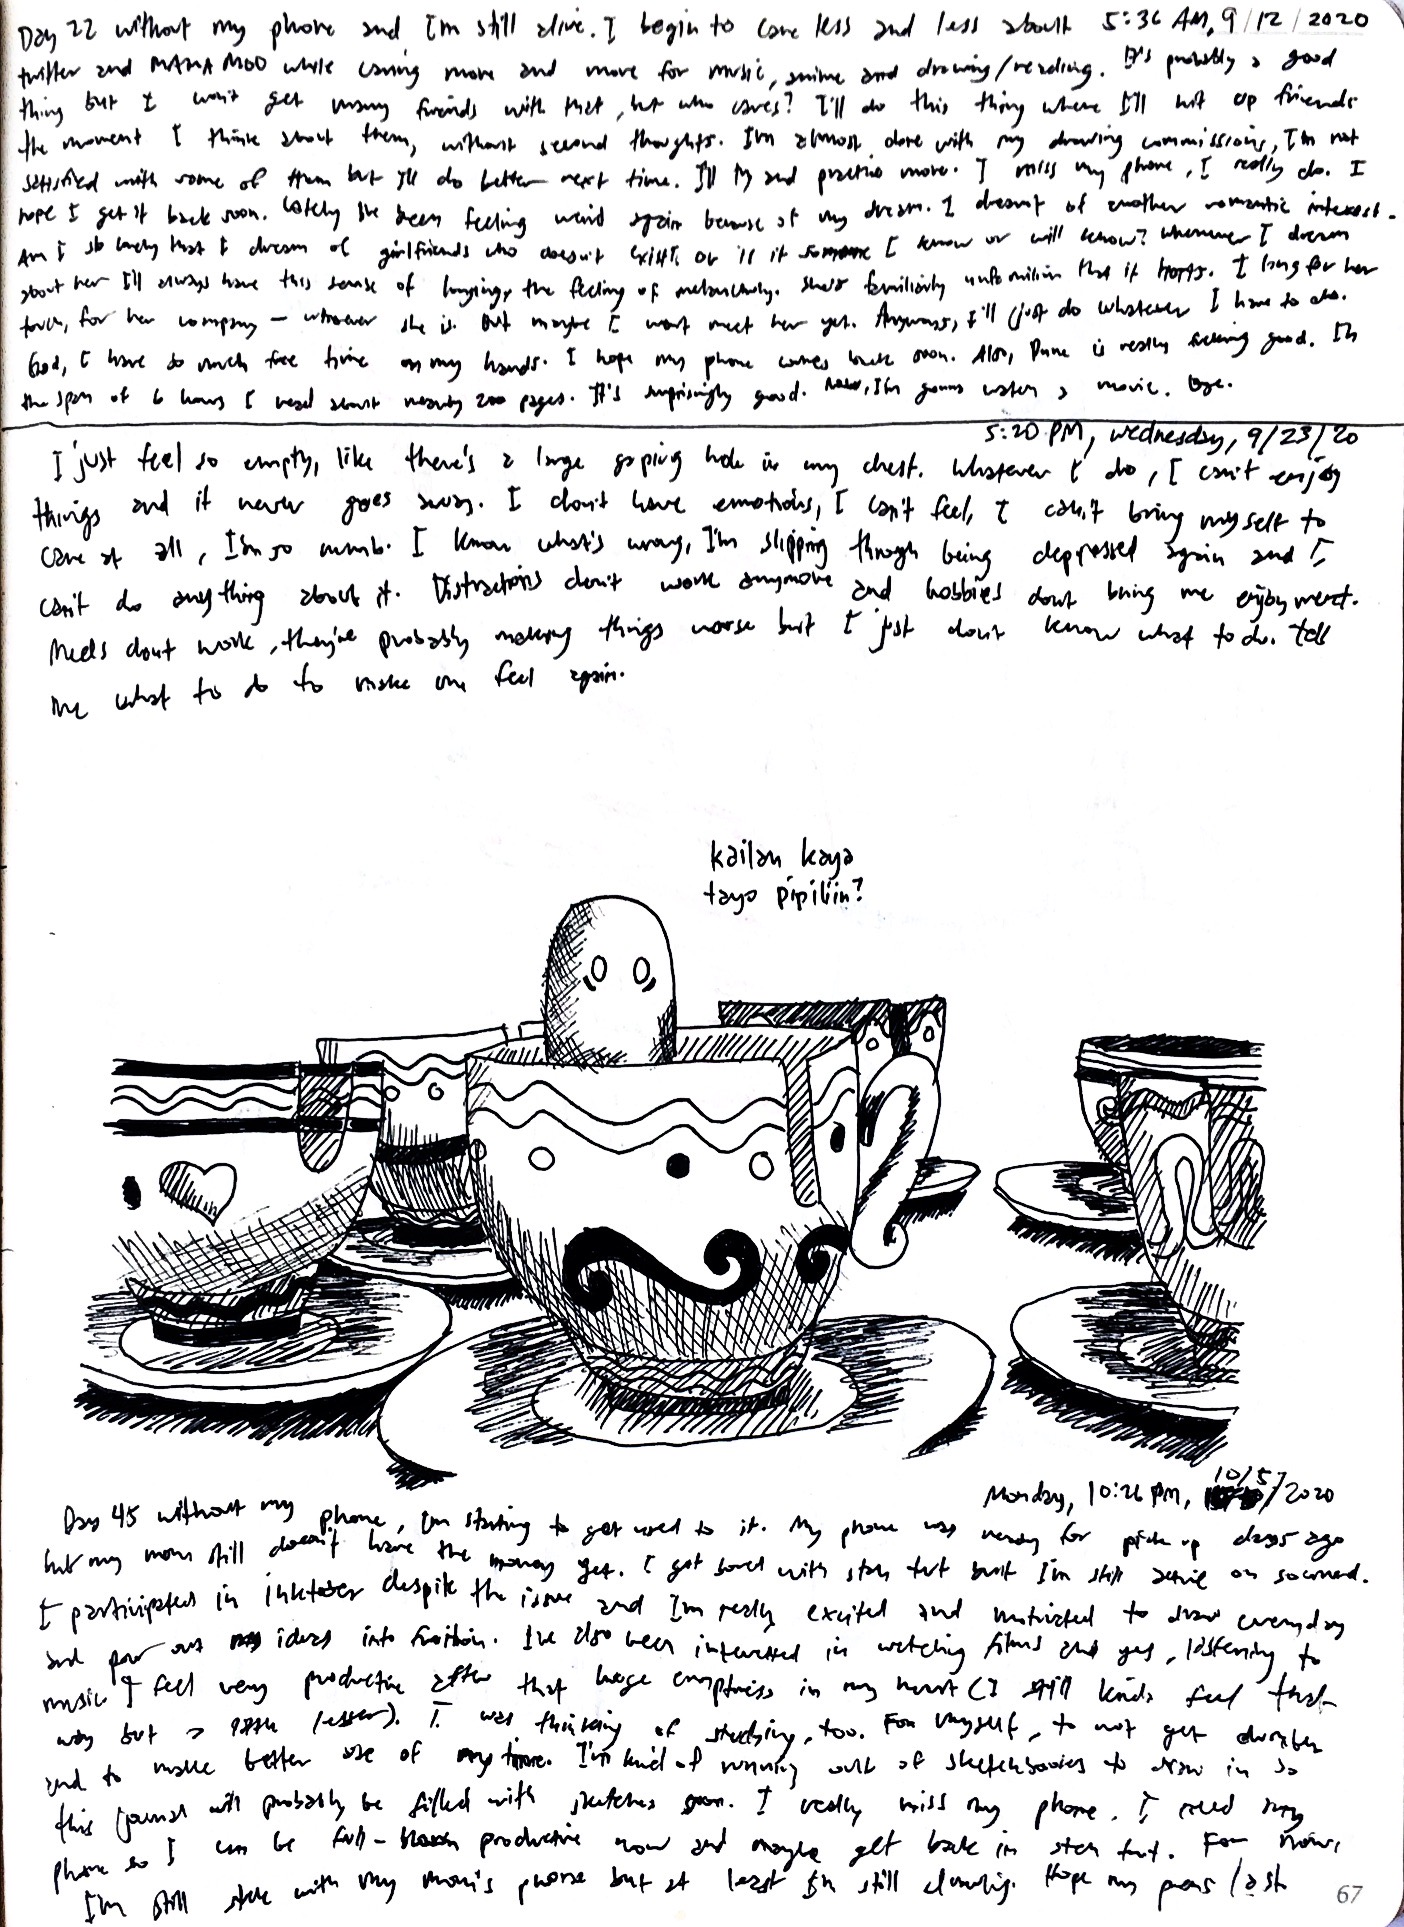 Day 22 without my phone and I'm still alive. I begin to care less and less about 5:36 AM, 9/12/2020
twitter and MAMAMOO while caring more and more for music, anime and drawing/reading. It's probably a good
thing but I won't get many friends with that, but who cares? I'll do this thing where I'll hit up friends
the moment I think about them, without second thoughts. I'm almost done with my drawing commissions, I'm not
satisfied with some of them but I'll do better next time. I'll try and practice more. I miss my phone, I really do. I
hope I get it back soon. Lately I've been feeling weird again because of my dream. I dreamt of another romantic interest.
Am I so lonely that I dream of girlfriends who doesn't exist, or is it someone I know or will know? Whenever I dream
about her I'll always have this sense of longing, the feeling of melancholy. She's familiarly unfamiliar that it hurts. I long for her
touch, for her company — whoever she is. But maybe I won't meet her yet. Anyways, I'll just do whatever I have to do.
God, I have so much free time on my hands. I hope my phone comes back soon. Also, Dune is really fucking good. In
the span of 6 hours I read about nearly 200 pages. It's surprisingly good. Now, I'm gonna watch a movie. Bye.
5:20 PM, Wednesday, 9/23/20
I just feel so empty, like there's a large gaping hole in my chest. Whatever I do, I can't enjoy
things and it never goes away. I don't have emotions, I can't feel, I can't bring myself to
care at all, I'm so numb. I know what's wrong, I'm slipping through being depressed again and I
can't do anything about it. Distractions don't work anymore and hobbies don't bring me enjoyment.
Meds dont work, they're probably making things worse but I just don't know what to do. Tell
me what to do to make me feel again.
kailan kaya
tayo pipiliin?
Monday, 10:26 PM, 10/5/2020
Day 45 without my phone, I'm starting to get used to it. My phone was ready for pick up days ago
but my mom still doesn't have the money yet. I got bored with stan twt but I'm still active on
I participated in inktober despite the issue and I'm really excited and motivated to draw everyday
and pour out my ideas into fruition. I've also been interested in watching films and yes, listening to
music. I feel very productive after that huge emptiness in my heart (I still kinda feel that
way but a little lesser). I was thinking of studying, too. For myself, to not get dumber
and to make better use of my time. I'm kind of running out of sketchbooks to draw in so
this journal will probably be filled with sketches soon. I really miss my phone. I need my
phone so I can be full-blown productive now and maybe get back in stan twt. For now,
I'm still stuck with my mom's phone but at least I'm still drawing. Hope my pens last.
67